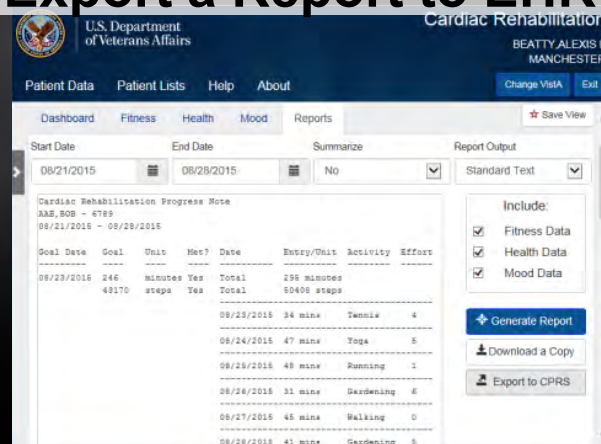 Export a Report to EHR
U.S. Department
of Veterans Affairs
Cardiac Rehabilitation
BEATTY,ALEXIS
MANCHESTER
Patient Data Patient Lists Help About
Change VistA Exit
Dashboard Fitness Health Mood Reports
Save View
Start Date End Date Summarize Report Output
08/21/2015 08/28/2015 No Standard Text
Cardiac Rehabilitation Progress Note
AAB,BOB - 6789
08/21/2015 - 08/28/2015
Goal Date Goal Unit Met? Date Entry/Unit Activity Effort
08/23/2015 246 minutes Yes Total 295 minutes
48170 steps Yes Total 50408 steps
08/23/2015 34 mins Tennis 4
08/24/2015 47 mins Yoga 5
08/25/2015 48 mins Running 1
08/26/2015 31 mins Gardening 6
08/27/2015 45 mins Walking 0
08/28/2015 41 mins Gardening 5
Include:
Fitness Data
Health Data
Mood Data
Generate Report
Download a Copy
Export to CPRS